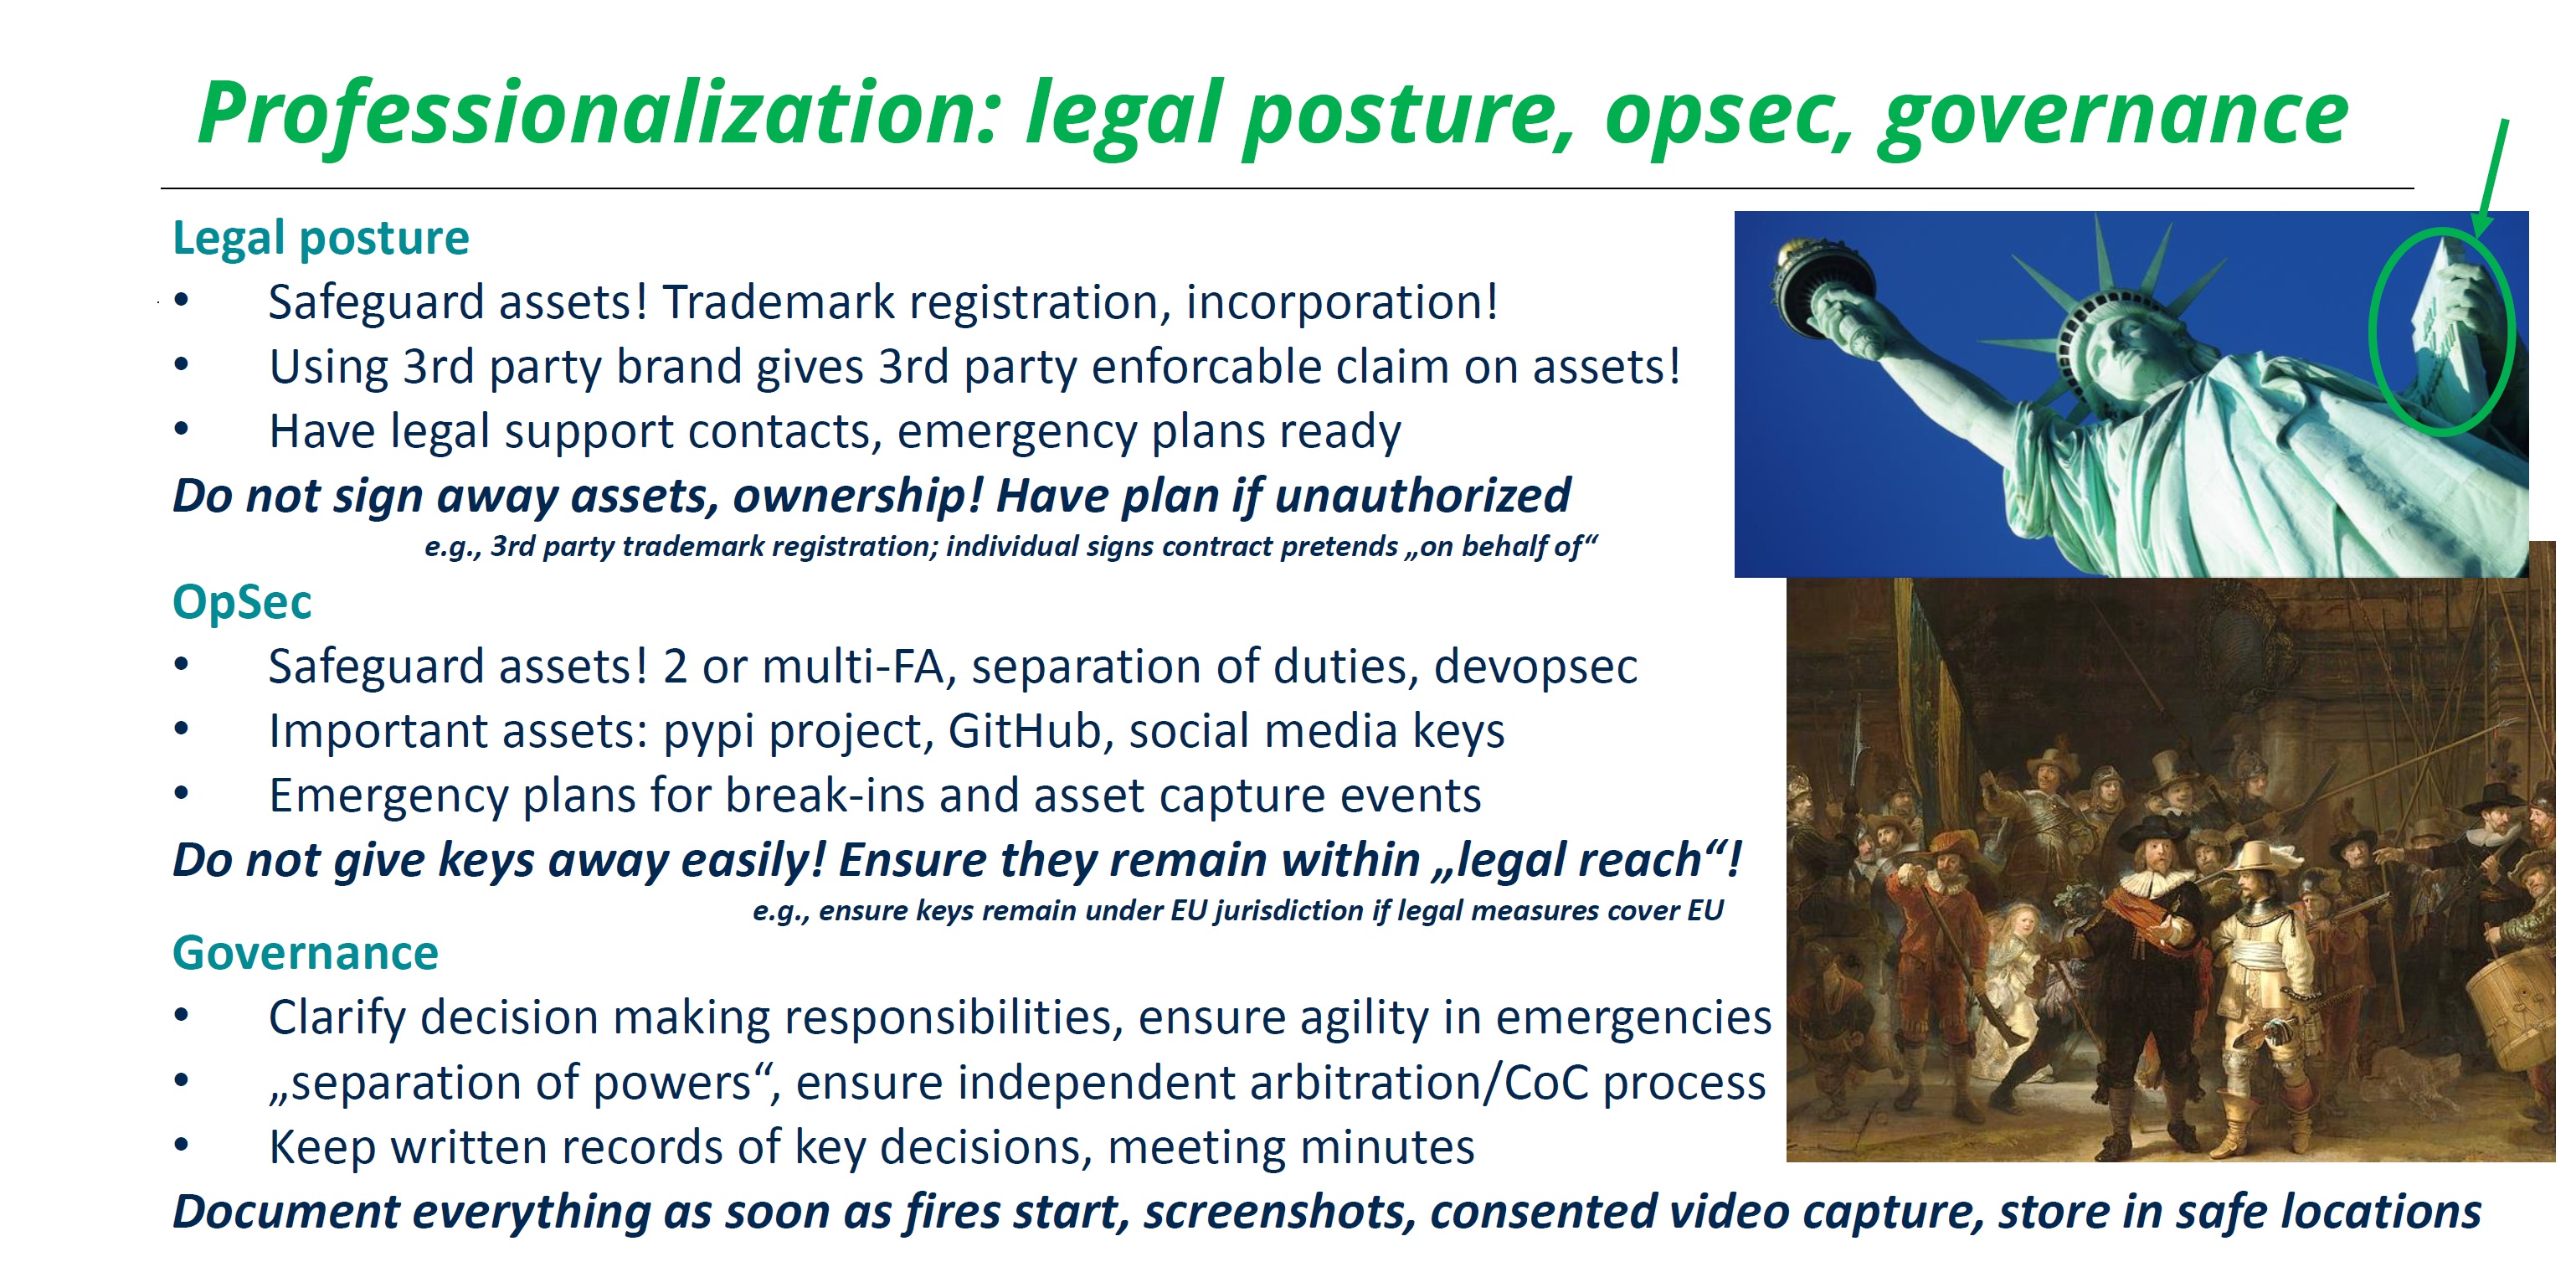 Professionalization: legal posture, opsec, governance
Legal posture
• Safeguard assets! Trademark registration, incorporation!
• Using 3rd party brand gives 3rd party enforcable claim on assets!
• Have legal support contacts, emergency plans ready
Do not sign away assets, ownership! Have plan if unauthorized
e.g., 3rd party trademark registration; individual signs contract pretends „on behalf of“
OpSec
• Safeguard assets! 2 or multi-FA, separation of duties, devopsec
• Important assets: pypi project, GitHub, social media keys
• Emergency plans for break-ins and asset capture events
Do not give keys away easily! Ensure they remain within „legal reach“!
e.g., ensure keys remain under EU jurisdiction if legal measures cover EU
Governance
• Clarify decision making responsibilities, ensure agility in emergencies
• „separation of powers“, ensure independent arbitration/CoC process
• Keep written records of key decisions, meeting minutes
Document everything as soon as fires start, screenshots, consented video capture, store in safe locations